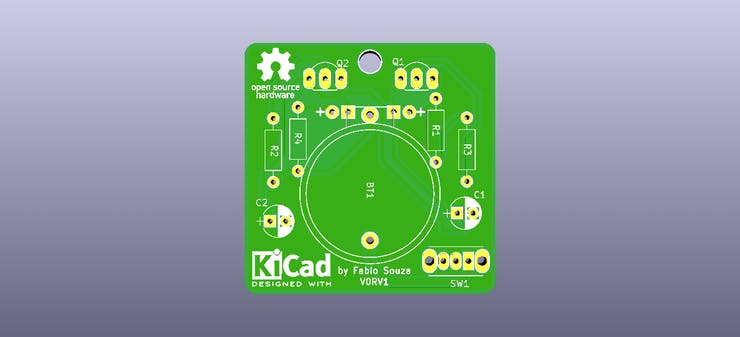 Q2
Q1
open source
hardware
+
+
R2
R4
R1
R3
BT1
C2
+
C1
+
KiCad
DESIGNED WITH
by Fabio Souza
V0RV1
SW1